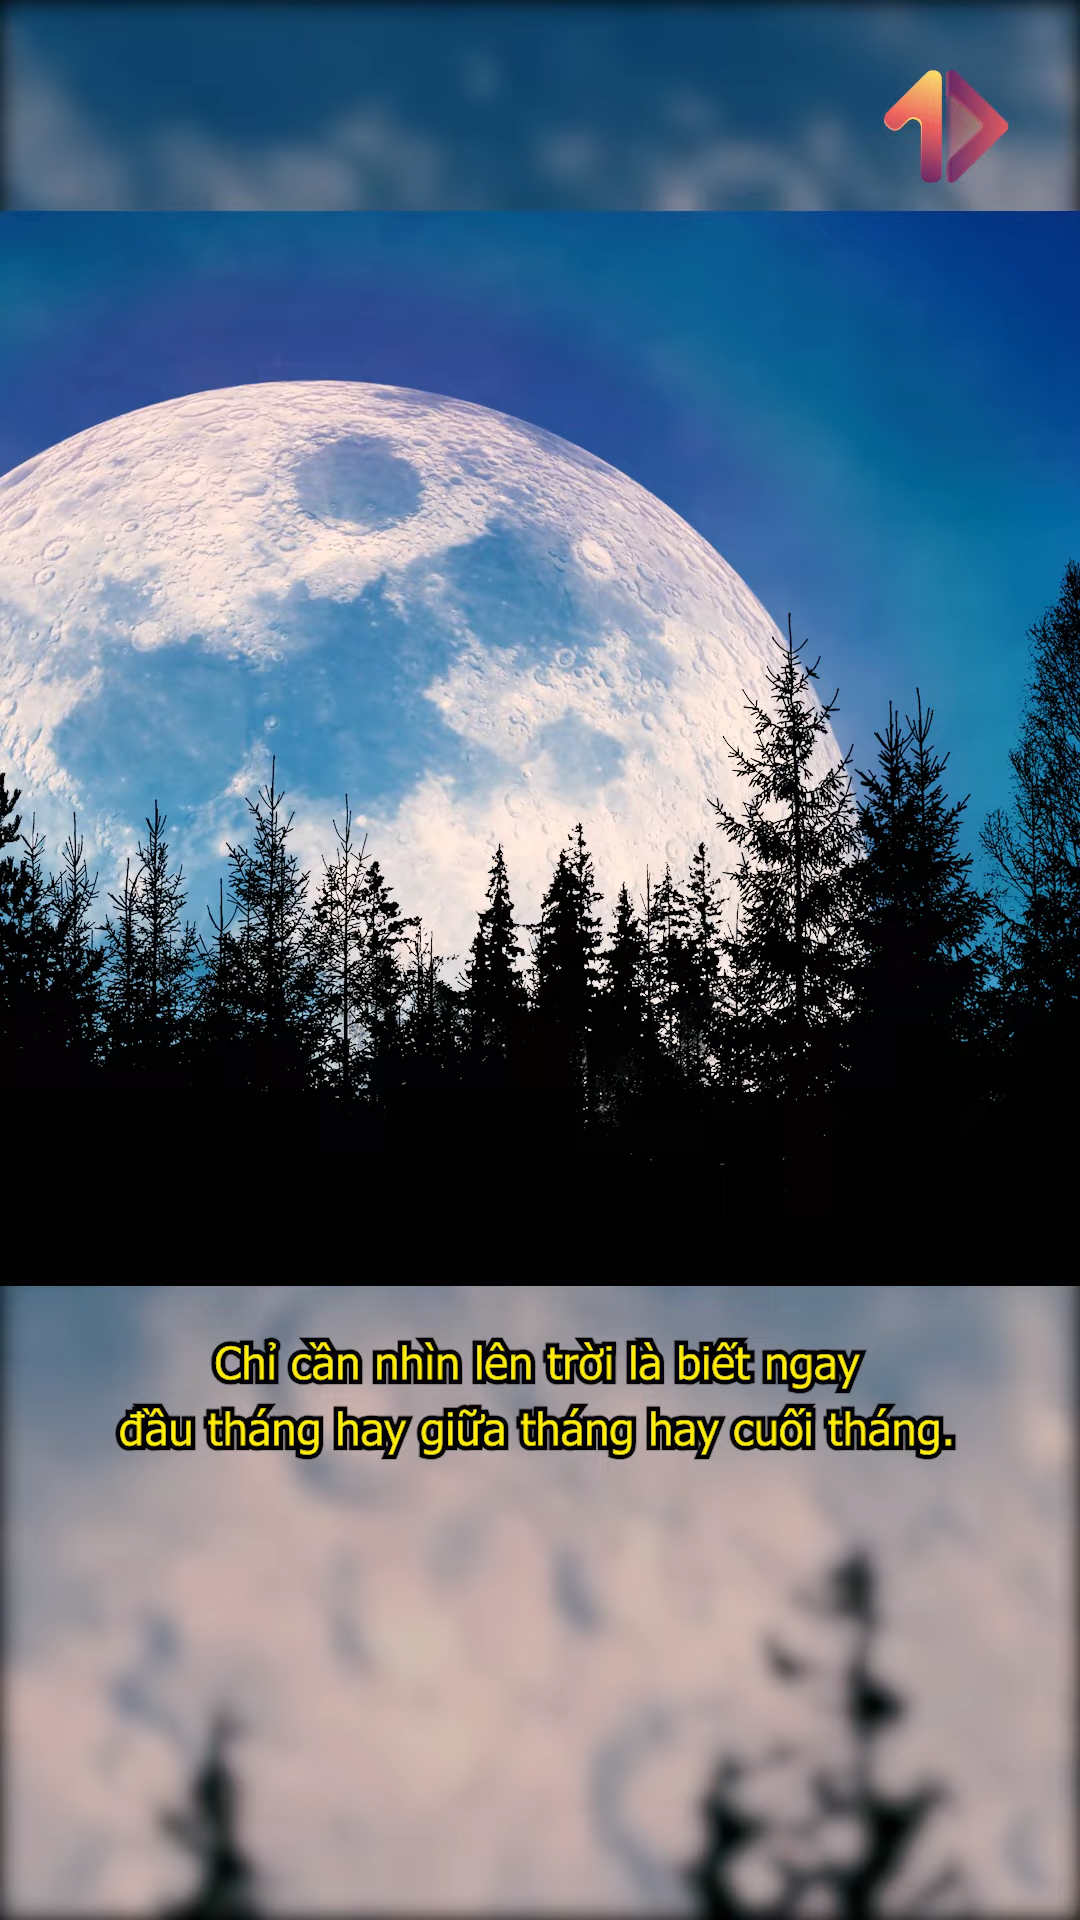 Chỉ cần nhìn lên trời là biết ngay
đầu tháng hay giữa tháng hay cuối tháng.